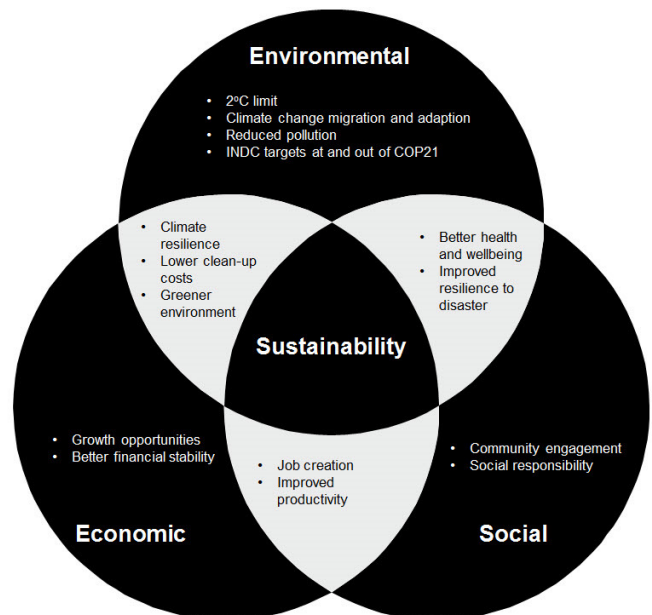 Environmental
• 2ºC limit
• Climate change migration and adaption
• Reduced pollution
• INDC targets at and out of COP21
• Climate
resilience
• Lower clean-up
costs
• Greener
environment
• Better health
and wellbeing
• Improved
resilience to
disaster
Sustainability
• Growth opportunities
• Better financial stability
• Job creation
• Improved
productivity
• Community engagement
• Social responsibility
Economic
Social